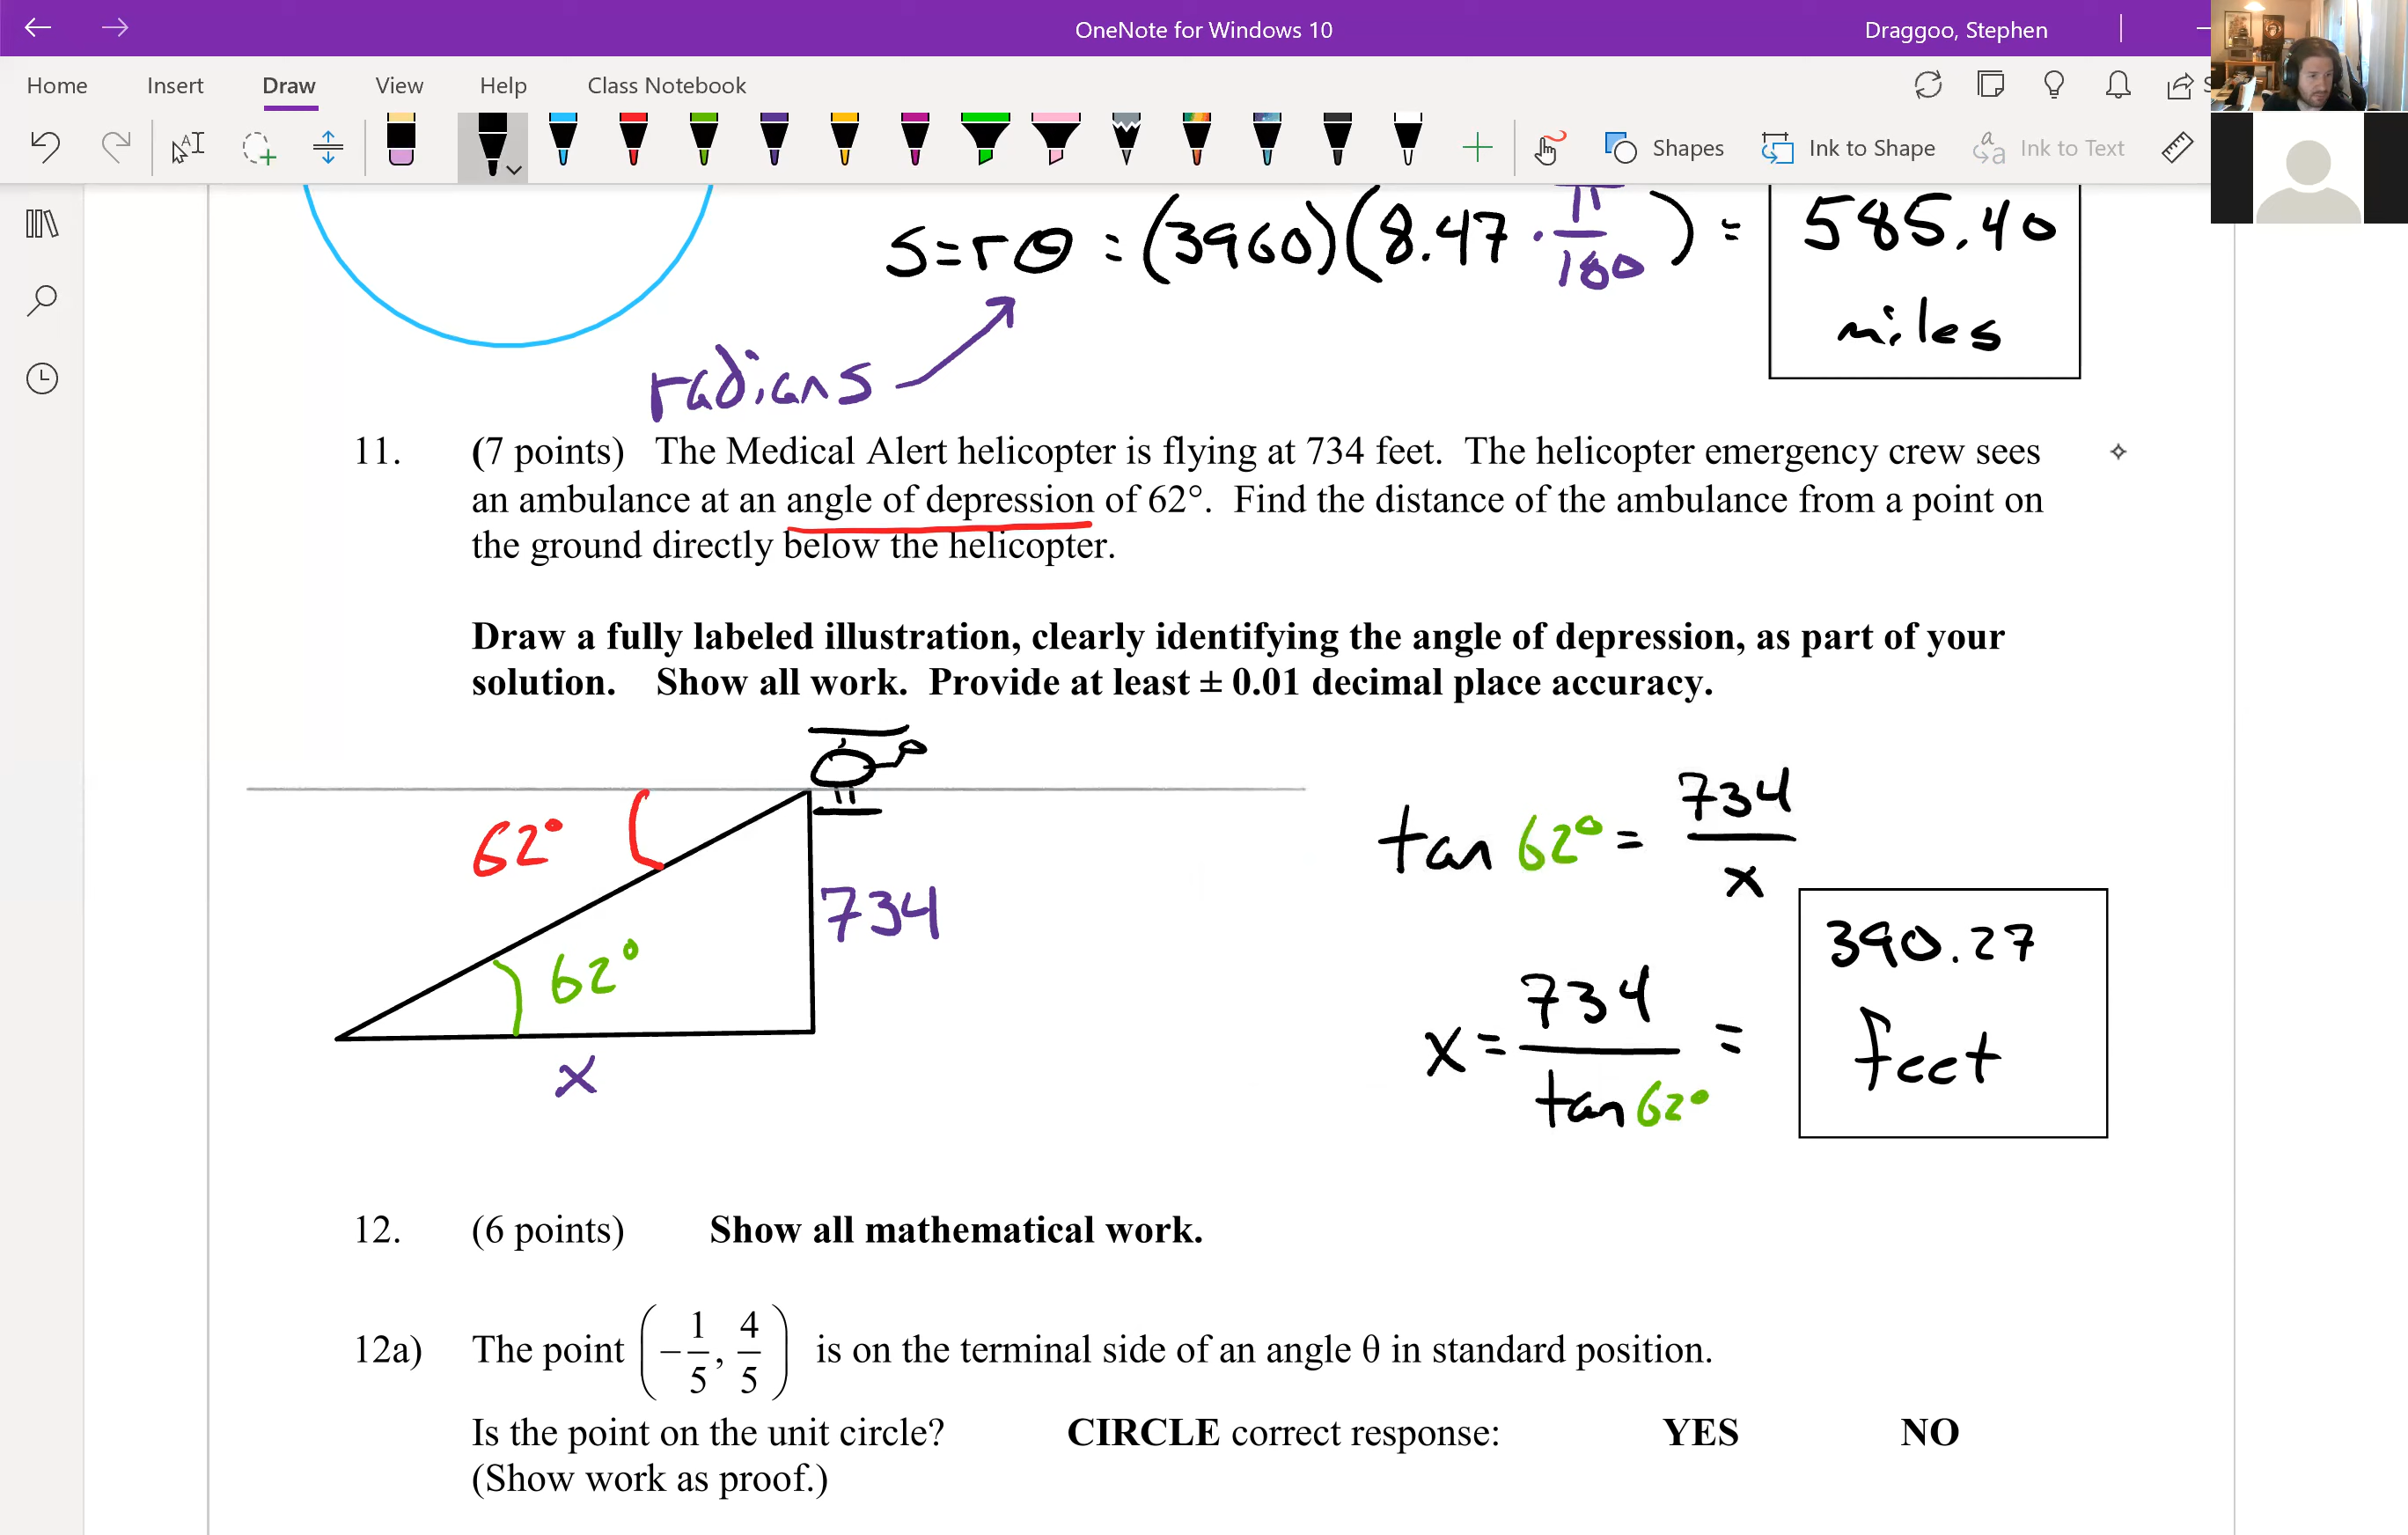 OneNote for Windows 10
Draggoo, Stephen
Home Insert Draw View Help Class Notebook
Shapes Ink to Shape Ink to Text
S=rθ = (3960)(8.47 · π/180) = 585.40 miles
radians
11. (7 points) The Medical Alert helicopter is flying at 734 feet. The helicopter emergency crew sees
an ambulance at an angle of depression of 62°. Find the distance of the ambulance from a point on
the ground directly below the helicopter.
Draw a fully labeled illustration, clearly identifying the angle of depression, as part of your
solution. Show all work. Provide at least ± 0.01 decimal place accuracy.
62°
734
62°
x
tan 62° = 734/x
x = 734/tan 62° = 390.27 feet
12. (6 points) Show all mathematical work.
12a) The point (-1/5, 4/5) is on the terminal side of an angle θ in standard position.
Is the point on the unit circle? CIRCLE correct response: YES NO
(Show work as proof.)